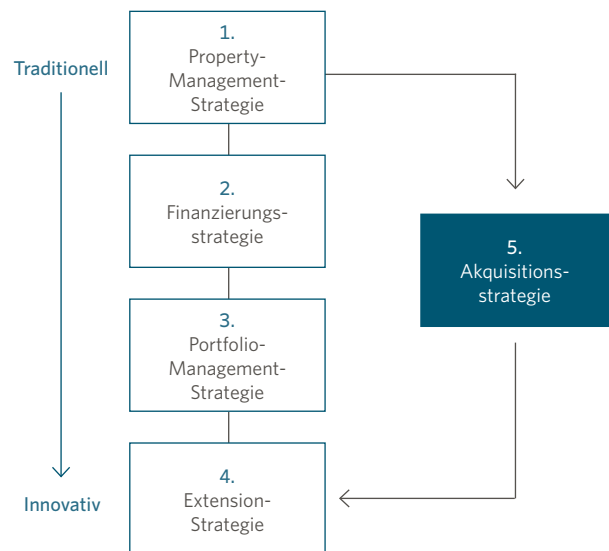 Traditionell
1.
Property-
Management-
Strategie
2.
Finanzierungs-
strategie
3.
Portfolio-
Management-
Strategie
4.
Extension-
Strategie
Innovativ
5.
Akquisitions-
strategie